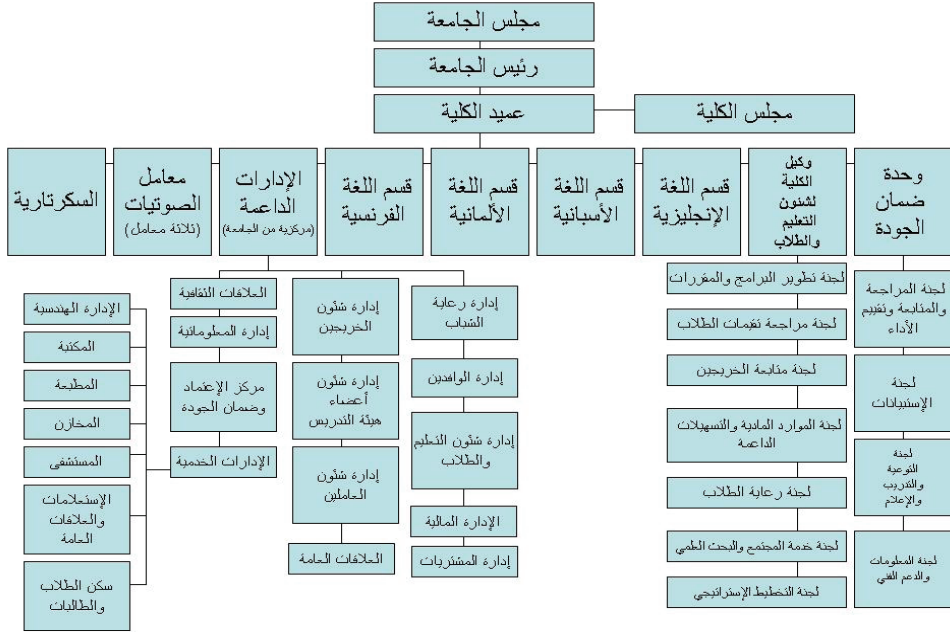 مجلس الجامعة
رئيس الجامعة
عميد الكلية
مجلس الكلية
وحدة
ضمان
الجودة
وكيل
الكلية
لشئون
التعليم
والطلاب
قسم اللغة
الإنجليزية
قسم اللغة
الأسبانية
قسم اللغة
الألمانية
قسم اللغة
الفرنسية
الإدارات
الداعمة
(مركزية من الجامعة)
معامل
الصوتيات
(ثلاثة معامل)
السكرتارية
لجنة المراجعة
والمتابعة وتقييم
الأداء
لجنة
الإستبيانات
لجنة
التوعية
والتدريب
والإعلام
لجنة المعلومات
والدعم الفني
لجنة تطوير البرامج والمقررات
لجنة مراجعة تقيمات الطلاب
لجنة متابعة الخريجين
لجنة الموارد المادية والتسهيلات
الداعمة
لجنة رعاية الطلاب
لجنة خدمة المجتمع والبحث العلمي
لجنة التخطيط الإستراتيجي
إدارة رعاية
الشباب
إدارة الوافدين
إدارة شئون التعليم
والطلاب
الإدارة المالية
إدارة المشتريات
إدارة شئون
الخريجين
إدارة شئون
أعضاء
هيئة التدريس
إدارة شئون
العاملين
العلاقات العامة
العلاقات الثقافية
إدارة المعلوماتية
مركز الإعتماد
وضمان الجودة
الإدارات الخدمية
الإدارة الهندسية
المكتبة
المطبعة
المخازن
المستشفى
الإستعلامات
والعلاقات
العامة
سكن الطلاب
والطالبات